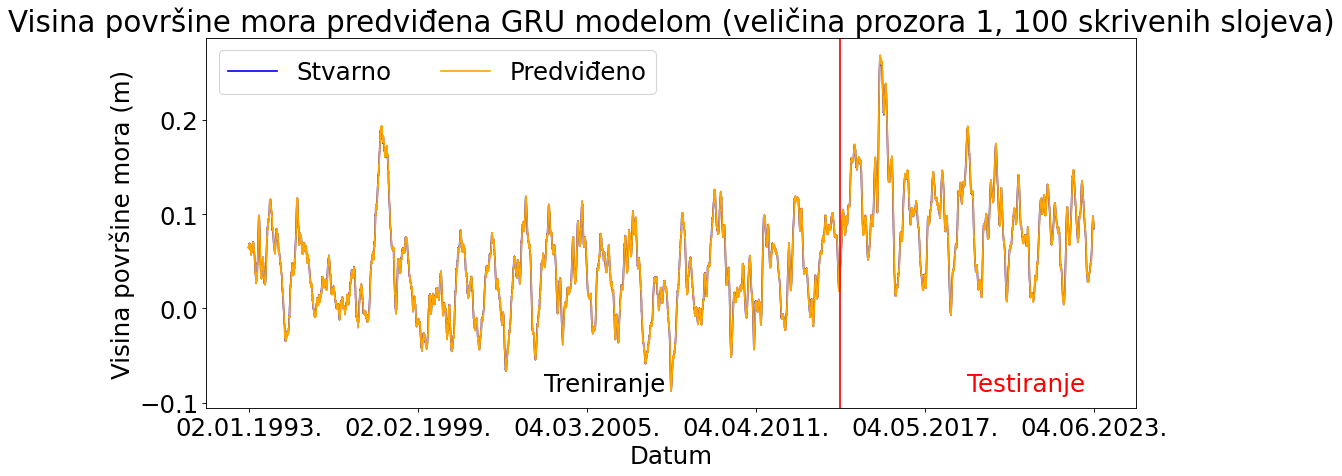 Visina površine mora predviđena GRU modelom (veličina prozora 1, 100 skrivenih slojeva)
Stvarno
Predviđeno
Visina površine mora (m)
0.2
0.1
0.0
−0.1
Treniranje
Testiranje
02.01.1993.
02.02.1999.
04.03.2005.
04.04.2011.
04.05.2017.
04.06.2023.
Datum